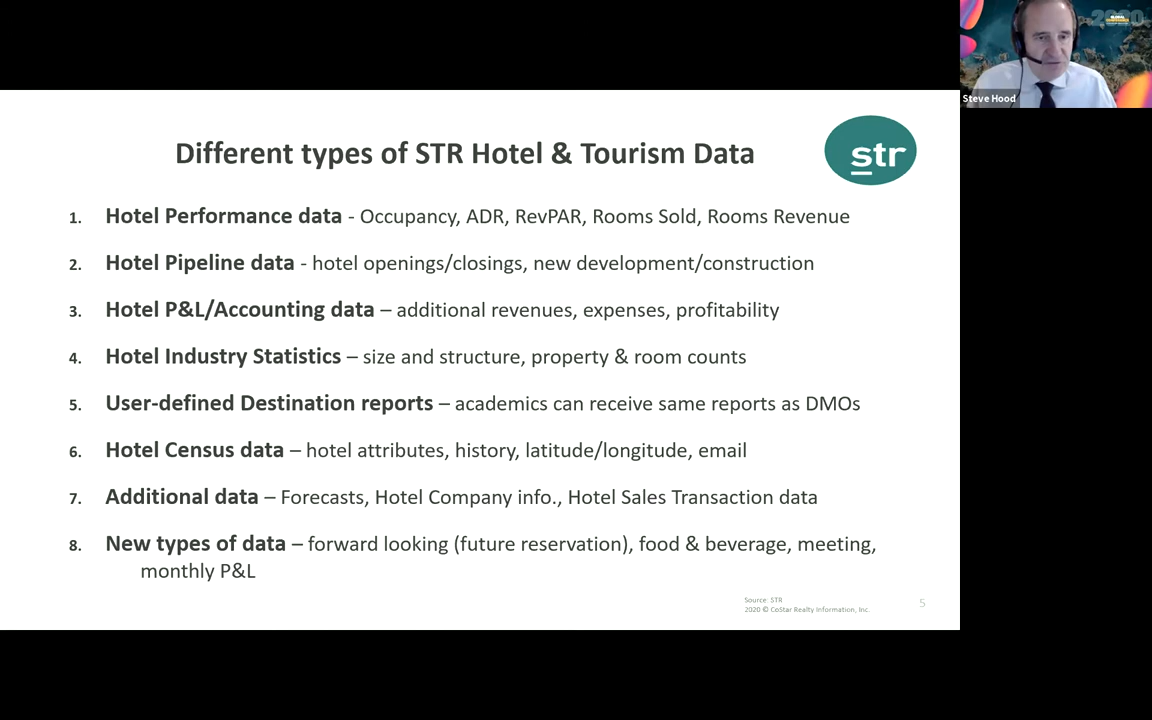 2020
GLOBAL
Steve Hood
Different types of STR Hotel & Tourism Data
str
1. Hotel Performance data - Occupancy, ADR, RevPAR, Rooms Sold, Rooms Revenue
2. Hotel Pipeline data - hotel openings/closings, new development/construction
3. Hotel P&L/Accounting data – additional revenues, expenses, profitability
4. Hotel Industry Statistics – size and structure, property & room counts
5. User-defined Destination reports – academics can receive same reports as DMOs
6. Hotel Census data – hotel attributes, history, latitude/longitude, email
7. Additional data – Forecasts, Hotel Company info., Hotel Sales Transaction data
8. New types of data – forward looking (future reservation), food & beverage, meeting,
monthly P&L
Source: STR
2020 © CoStar Realty Information, Inc.
5